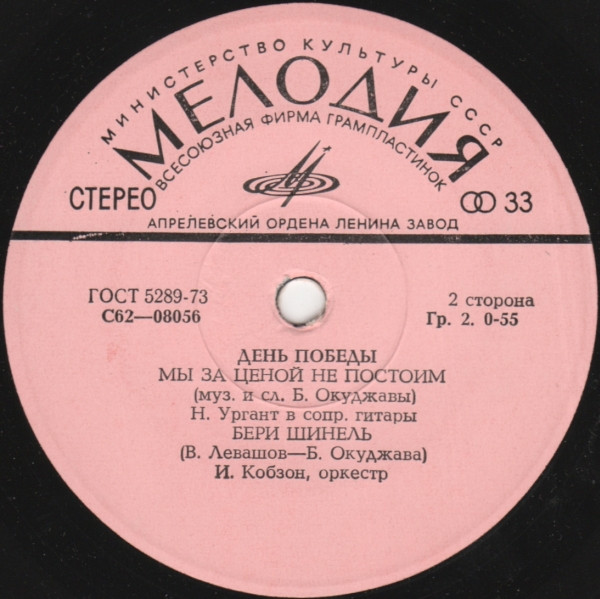 МИНИСТЕРСТВО КУЛЬТУРЫ СССР
МЕЛОДИЯ
ВСЕСОЮЗНАЯ ФИРМА ГРАМПЛАСТИНОК
СТЕРЕО
33
АПРЕЛЕВСКИЙ ОРДЕНА ЛЕНИНА ЗАВОД
ГОСТ 5289-73
С62—08056
2 сторона
Гр. 2. 0-55
ДЕНЬ ПОБЕДЫ
МЫ ЗА ЦЕНОЙ НЕ ПОСТОИМ
(муз. и сл. Б. Окуджавы)
Н. Ургант в сопр. гитары
БЕРИ ШИНЕЛЬ
(В. Левашов—Б. Окуджава)
И. Кобзон, оркестр